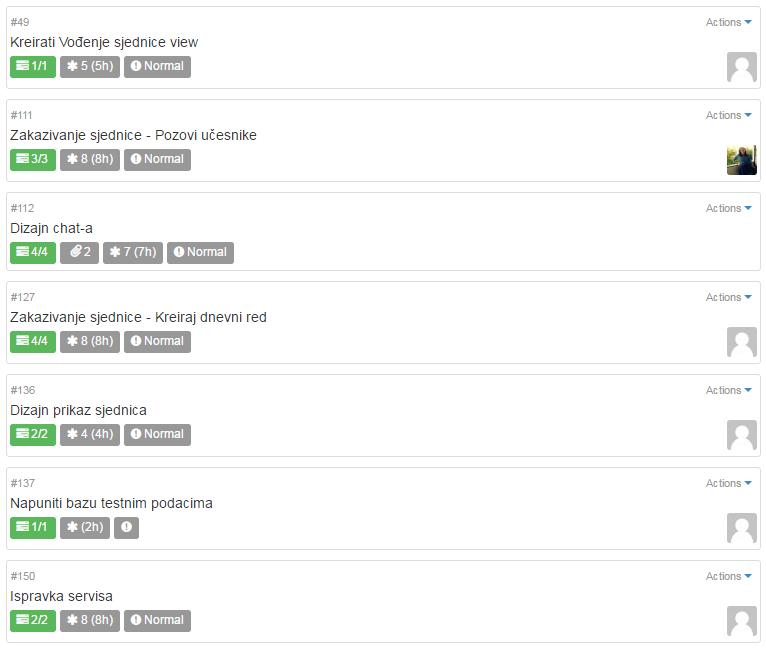 #49
Actions
Kreirati Vođenje sjednice view
1/1 5 (5h) Normal
#111
Actions
Zakazivanje sjednice - Pozovi učesnike
3/3 8 (8h) Normal
#112
Actions
Dizajn chat-a
4/4 2 7 (7h) Normal
#127
Actions
Zakazivanje sjednice - Kreiraj dnevni red
4/4 8 (8h) Normal
#136
Actions
Dizajn prikaz sjednica
2/2 4 (4h) Normal
#137
Actions
Napuniti bazu testnim podacima
1/1 (2h)
#150
Actions
Ispravka servisa
2/2 8 (8h) Normal